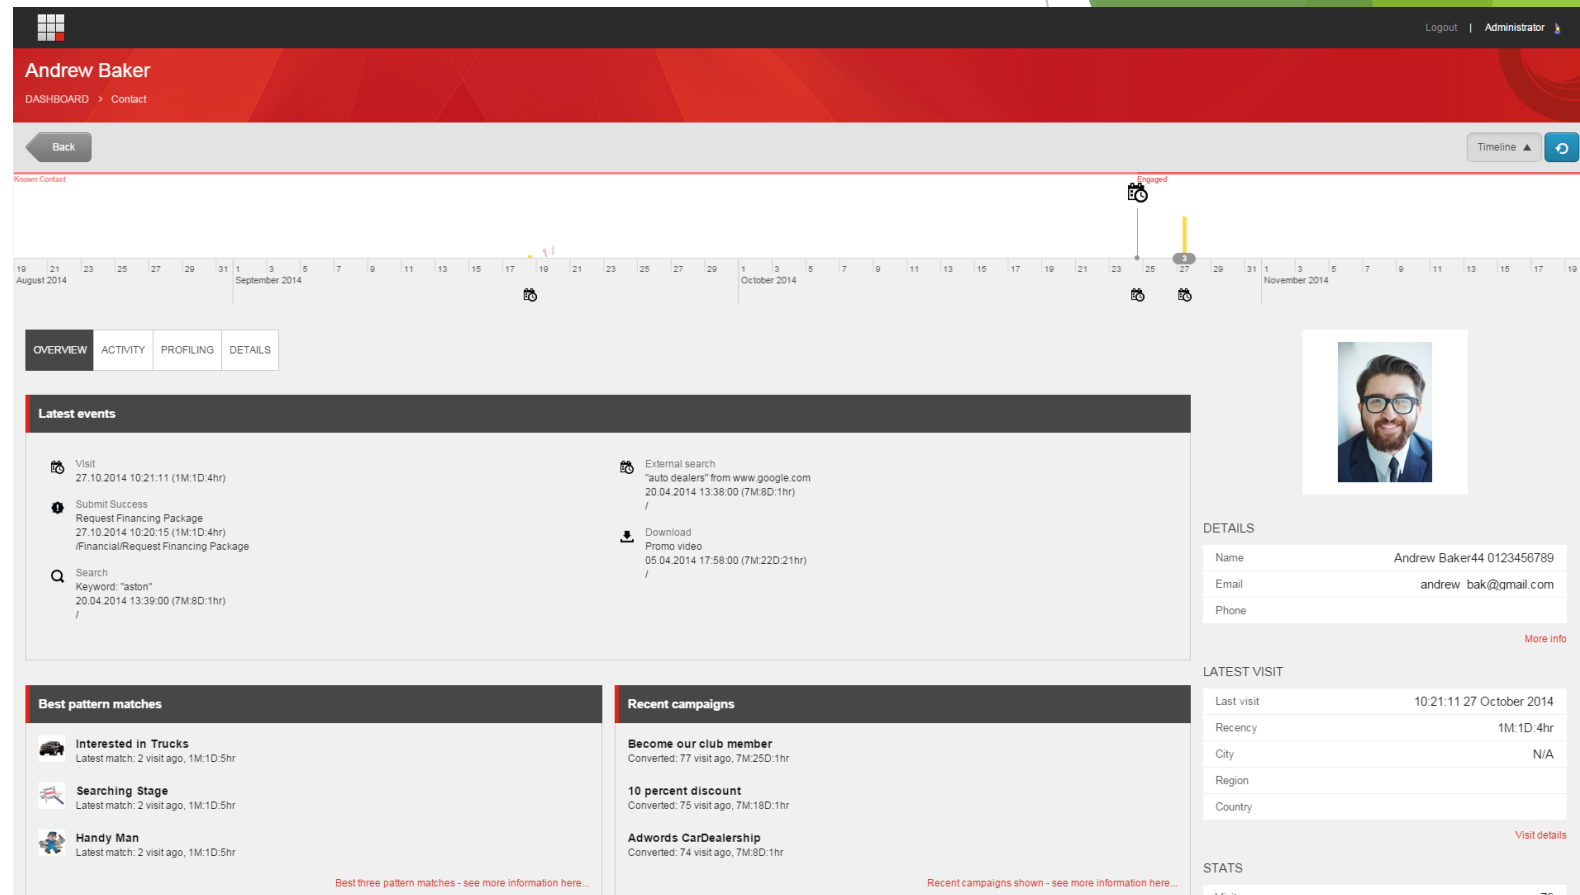 Logout | Administrator
Andrew Baker
DASHBOARD > Contact
Back
Timeline ▲
Known Contact
Engaged
3
19 21 23 25 27 29 31 1 3 5 7 9 11 13 15 17 19 21 23 25 27 29 1 3 5 7 9 11 13 15 17 19 21 23 25 27 29 31 1 3 5 7 9 11 13 15 17 19
August 2014 September 2014 October 2014 November 2014
OVERVIEW ACTIVITY PROFILING DETAILS
Latest events
Visit
27.10.2014 10:21:11 (1M:1D:4hr)
Submit Success
Request Financing Package
27.10.2014 10:20:15 (1M:1D:4hr)
/Financial/Request Financing Package
Search
Keyword: "aston"
20.04.2014 13:39:00 (7M:8D:1hr)
/
External search
"auto dealers" from www.google.com
20.04.2014 13:38:00 (7M:8D:1hr)
/
Download
Promo video
05.04.2014 17:58:00 (7M:22D:21hr)
/
Best pattern matches
Interested in Trucks
Latest match: 2 visit ago, 1M:1D:5hr
Searching Stage
Latest match: 2 visit ago, 1M:1D:5hr
Handy Man
Latest match: 2 visit ago, 1M:1D:5hr
Best three pattern matches - see more information here...
Recent campaigns
Become our club member
Converted: 77 visit ago, 7M:25D:1hr
10 percent discount
Converted: 75 visit ago, 7M:18D:1hr
Adwords CarDealership
Converted: 74 visit ago, 7M:8D:1hr
Recent campaigns shown - see more information here...
DETAILS
Name Andrew Baker44 0123456789
Email andrew_bak@gmail.com
Phone
More info
LATEST VISIT
Last visit 10:21:11 27 October 2014
Recency 1M:1D:4hr
City N/A
Region
Country
Visit details
STATS